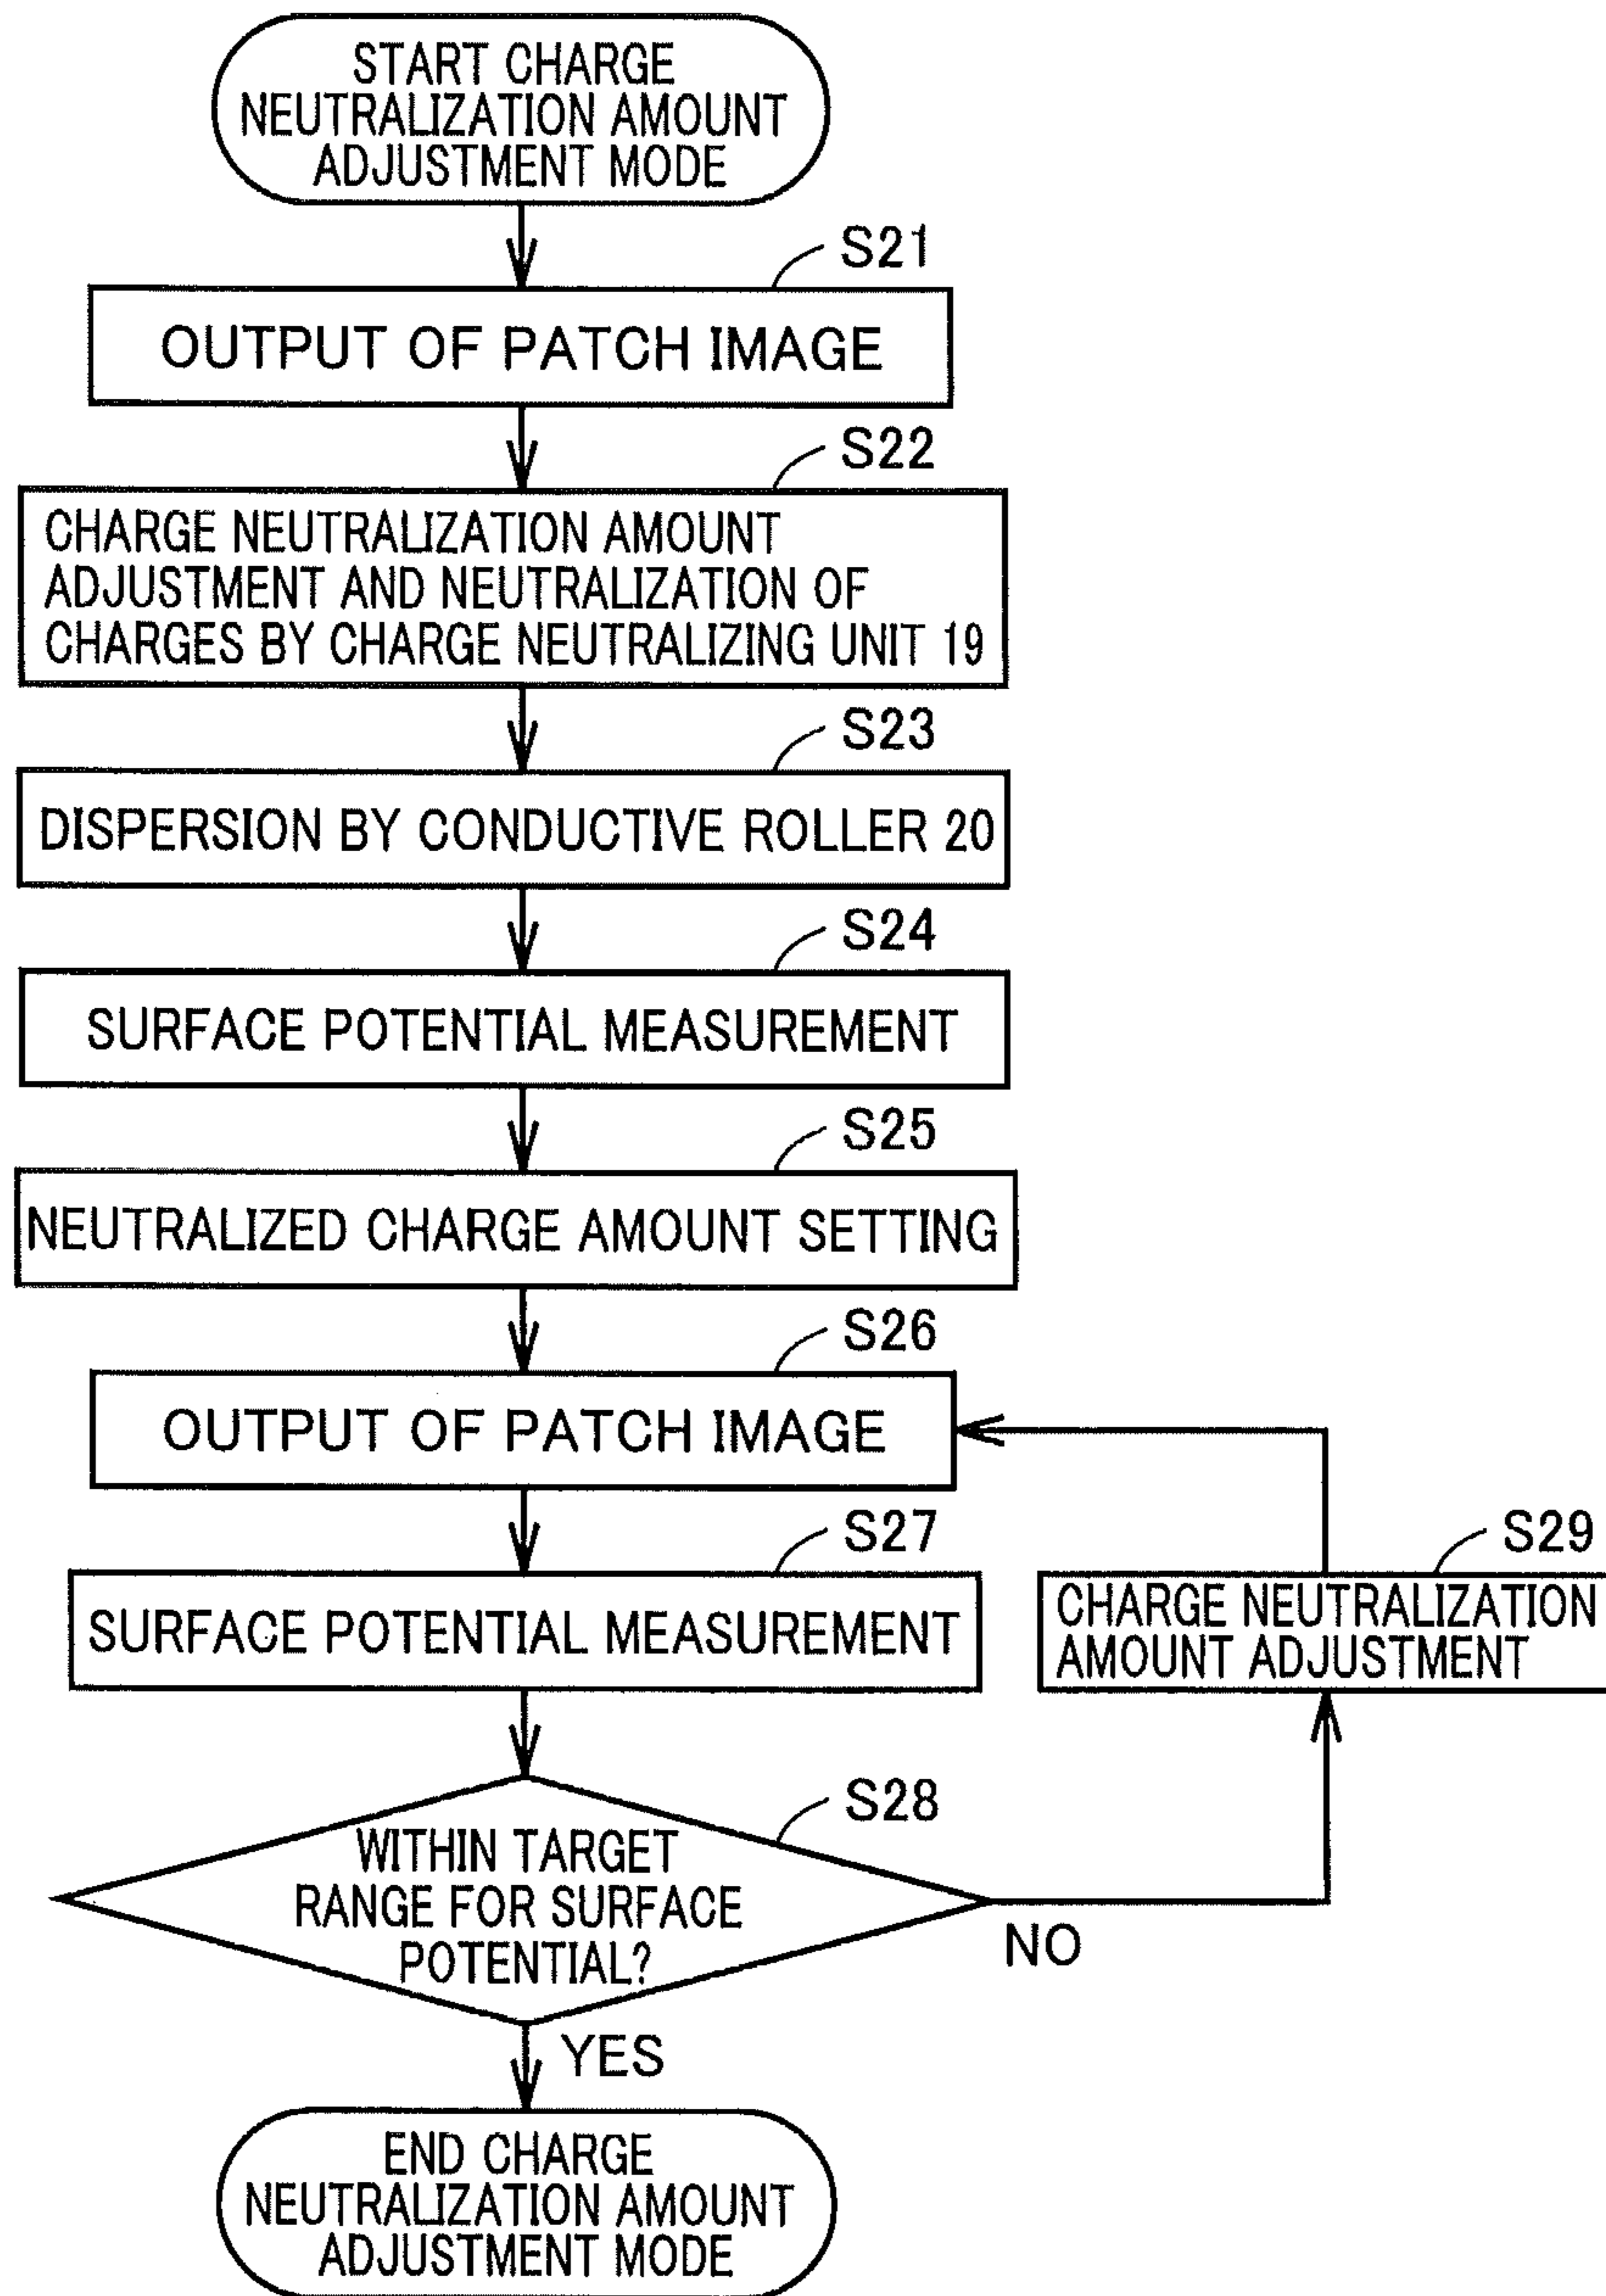 START CHARGE
NEUTRALIZATION AMOUNT
ADJUSTMENT MODE
S21
OUTPUT OF PATCH IMAGE
S22
CHARGE NEUTRALIZATION AMOUNT
ADJUSTMENT AND NEUTRALIZATION OF
CHARGES BY CHARGE NEUTRALIZING UNIT 19
S23
DISPERSION BY CONDUCTIVE ROLLER 20
S24
SURFACE POTENTIAL MEASUREMENT
S25
NEUTRALIZED CHARGE AMOUNT SETTING
S26
OUTPUT OF PATCH IMAGE
S27
SURFACE POTENTIAL MEASUREMENT
S29
CHARGE NEUTRALIZATION
AMOUNT ADJUSTMENT
S28
WITHIN TARGET
RANGE FOR SURFACE
POTENTIAL?
NO
YES
END CHARGE
NEUTRALIZATION AMOUNT
ADJUSTMENT MODE